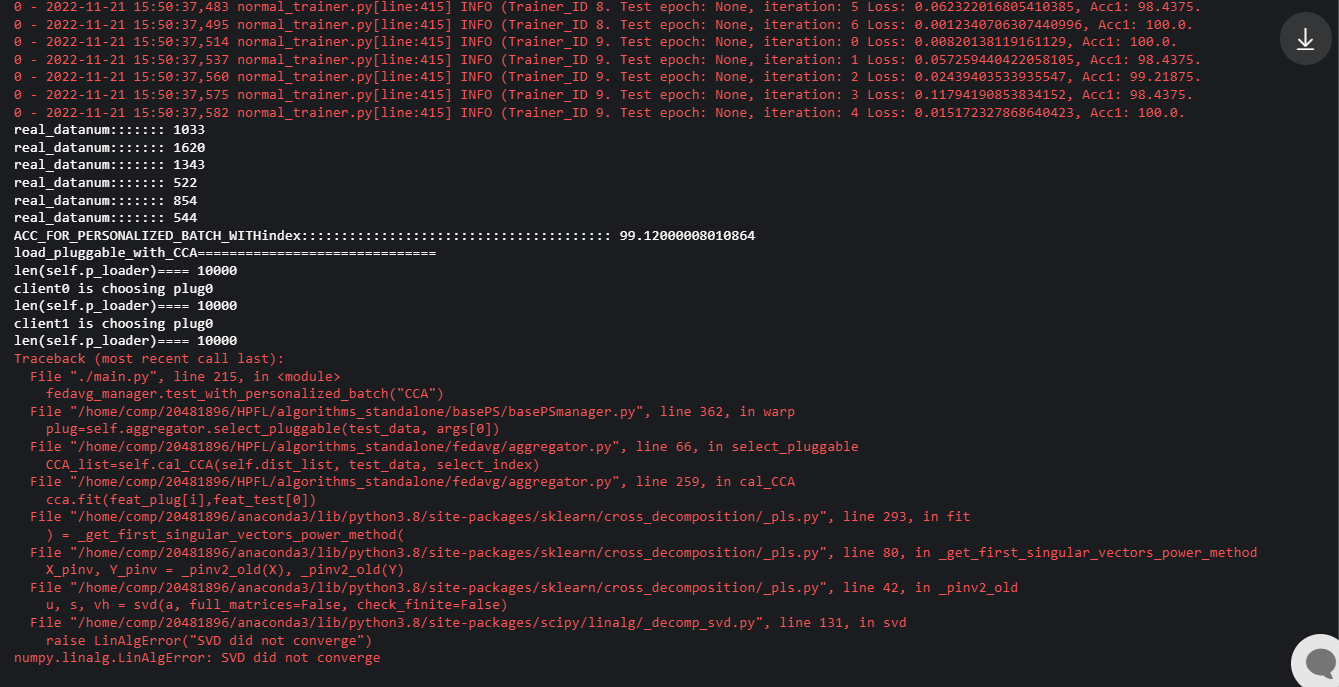 0 - 2022-11-21 15:50:37,483 normal_trainer.py[line:415] INFO (Trainer_ID 8. Test epoch: None, iteration: 5 Loss: 0.062322016805410385, Acc1: 98.4375.
0 - 2022-11-21 15:50:37,495 normal_trainer.py[line:415] INFO (Trainer_ID 8. Test epoch: None, iteration: 6 Loss: 0.0012340706307440996, Acc1: 100.0.
0 - 2022-11-21 15:50:37,514 normal_trainer.py[line:415] INFO (Trainer_ID 9. Test epoch: None, iteration: 0 Loss: 0.00820138119161129, Acc1: 100.0.
0 - 2022-11-21 15:50:37,537 normal_trainer.py[line:415] INFO (Trainer_ID 9. Test epoch: None, iteration: 1 Loss: 0.057259440422058105, Acc1: 98.4375.
0 - 2022-11-21 15:50:37,560 normal_trainer.py[line:415] INFO (Trainer_ID 9. Test epoch: None, iteration: 2 Loss: 0.02439403533935547, Acc1: 99.21875.
0 - 2022-11-21 15:50:37,575 normal_trainer.py[line:415] INFO (Trainer_ID 9. Test epoch: None, iteration: 3 Loss: 0.11794190853834152, Acc1: 98.4375.
0 - 2022-11-21 15:50:37,582 normal_trainer.py[line:415] INFO (Trainer_ID 9. Test epoch: None, iteration: 4 Loss: 0.015172327868640423, Acc1: 100.0.
real_datanum::::::: 1033
real_datanum::::::: 1620
real_datanum::::::: 1343
real_datanum::::::: 522
real_datanum::::::: 854
real_datanum::::::: 544
ACC_FOR_PERSONALIZED_BATCH_WITHindex::::::::::::::::::::::::::::::::::::::: 99.12000008010864
load_pluggable_with_CCA==============================
len(self.p_loader)==== 10000
client0 is choosing plug0
len(self.p_loader)==== 10000
client1 is choosing plug0
len(self.p_loader)==== 10000
Traceback (most recent call last):
  File "./main.py", line 215, in <module>
    fedavg_manager.test_with_personalized_batch("CCA")
  File "/home/comp/20481896/HPFL/algorithms_standalone/basePS/basePSmanager.py", line 362, in warp
    plug=self.aggregator.select_pluggable(test_data, args[0])
  File "/home/comp/20481896/HPFL/algorithms_standalone/fedavg/aggregator.py", line 66, in select_pluggable
    CCA_list=self.cal_CCA(self.dist_list, test_data, select_index)
  File "/home/comp/20481896/HPFL/algorithms_standalone/fedavg/aggregator.py", line 259, in cal_CCA
    cca.fit(feat_plug[i],feat_test[0])
  File "/home/comp/20481896/anaconda3/lib/python3.8/site-packages/sklearn/cross_decomposition/_pls.py", line 293, in fit
    ) = _get_first_singular_vectors_power_method(
  File "/home/comp/20481896/anaconda3/lib/python3.8/site-packages/sklearn/cross_decomposition/_pls.py", line 80, in _get_first_singular_vectors_power_method
    X_pinv, Y_pinv = _pinv2_old(X), _pinv2_old(Y)
  File "/home/comp/20481896/anaconda3/lib/python3.8/site-packages/sklearn/cross_decomposition/_pls.py", line 42, in _pinv2_old
    u, s, vh = svd(a, full_matrices=False, check_finite=False)
  File "/home/comp/20481896/anaconda3/lib/python3.8/site-packages/scipy/linalg/_decomp_svd.py", line 131, in svd
    raise LinAlgError("SVD did not converge")
numpy.linalg.LinAlgError: SVD did not converge